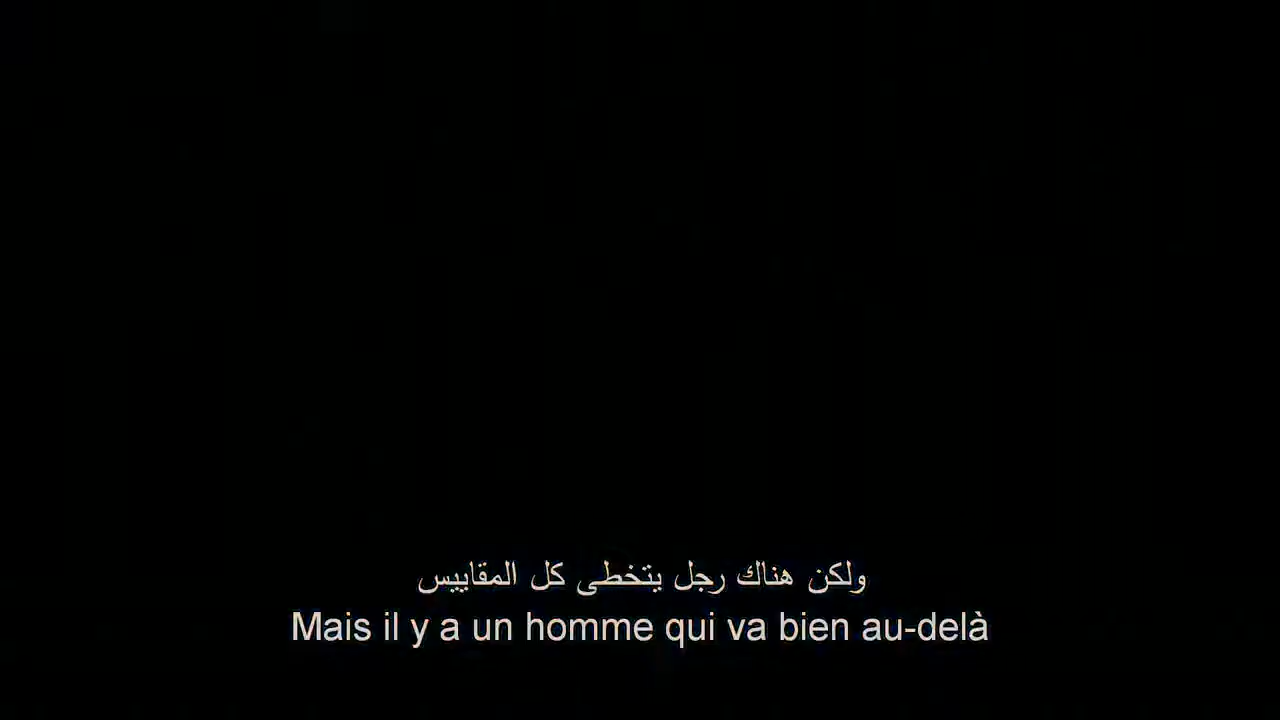 ولكن هناك رجل يتخطى كل المقاييس
Mais il y a un homme qui va bien au-delà